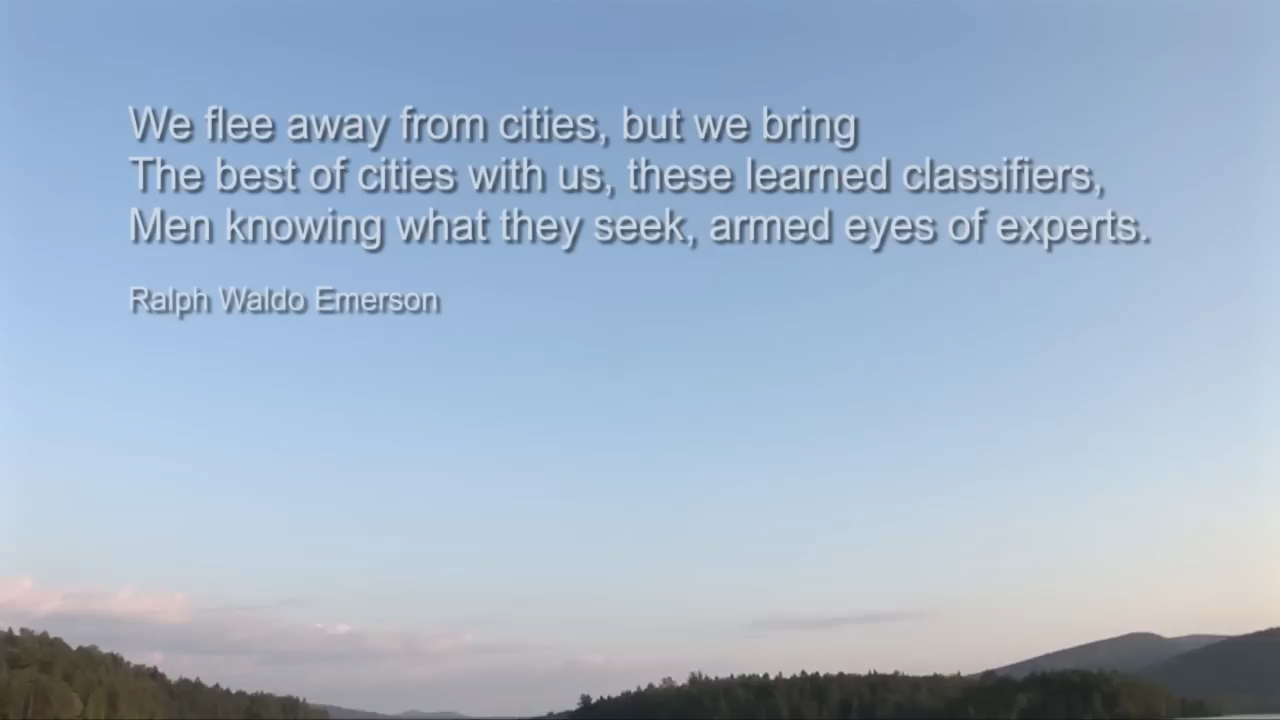 We flee away from cities, but we bring
The best of cities with us, these learned classifiers,
Men knowing what they seek, armed eyes of experts.
Ralph Waldo Emerson